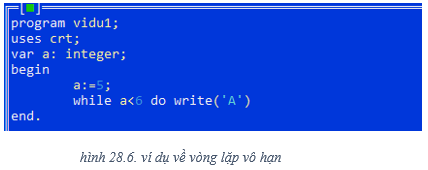 program vidu1;
uses crt;
var a: integer;
begin
a:=5;
while a<6 do write('A')
end.
hình 28.6. ví dụ về vòng lặp vô hạn